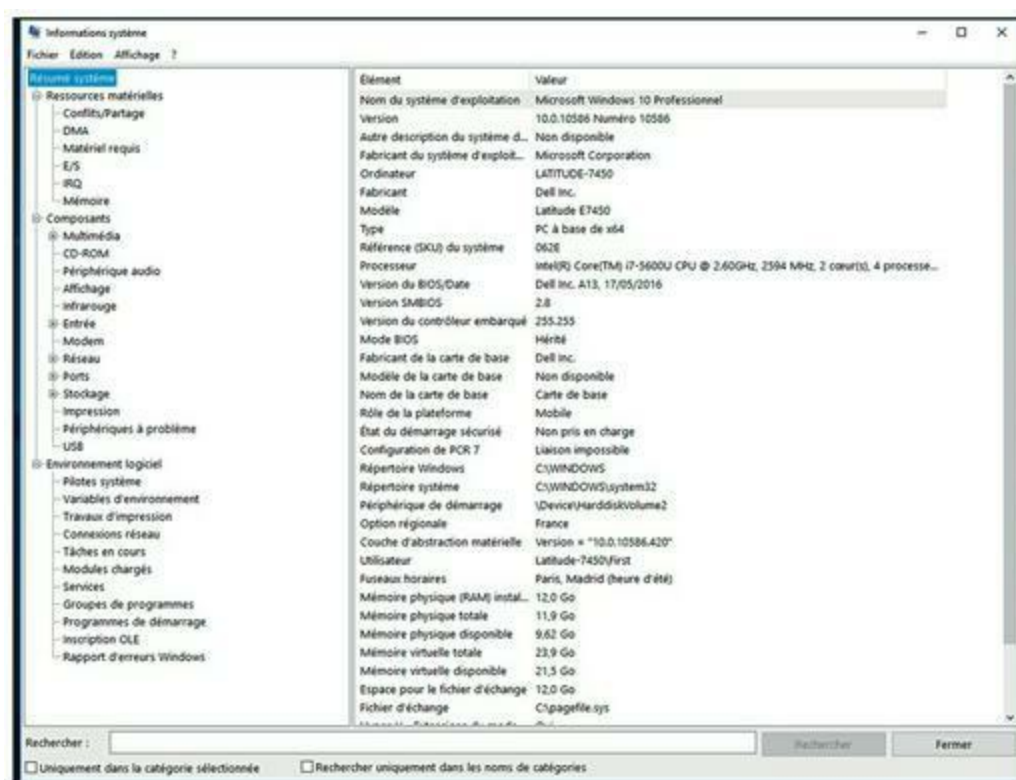 Informations système
Fichier Edition Affichage ?
Résumé système
Ressources matérielles
Conflits/Partage
DMA
Matériel requis
E/S
IRQ
Mémoire
Composants
Multimédia
CD-ROM
Périphérique audio
Affichage
Infrarouge
Entrée
Modem
Réseau
Ports
Stockage
Impression
Périphériques à problème
USB
Environnement logiciel
Pilotes système
Variables d'environnement
Travaux d'impression
Connexions réseau
Tâches en cours
Modules chargés
Services
Groupes de programmes
Programmes de démarrage
Inscription OLE
Rapport d'erreurs Windows
Élément Valeur
Nom du système d'exploitation Microsoft Windows 10 Professionnel
Version 10.0.10586 Numéro 10586
Autre description du système d... Non disponible
Fabricant du système d'exploit... Microsoft Corporation
Ordinateur LATITUDE-7450
Fabricant Dell Inc.
Modèle Latitude E7450
Type PC à base de x64
Référence (SKU) du système 062E
Processeur Intel(R) Core(TM) i7-5600U CPU @ 2.60GHz, 2594 MHz, 2 cœur(s), 4 processe...
Version du BIOS/Date Dell Inc. A13, 17/05/2016
Version SMBIOS 2.8
Version du contrôleur embarqué 255.255
Mode BIOS Hérité
Fabricant de la carte de base Dell Inc.
Modèle de la carte de base Non disponible
Nom de la carte de base Carte de base
Rôle de la plateforme Mobile
État du démarrage sécurisé Non pris en charge
Configuration de PCR 7 Liaison impossible
Répertoire Windows C:\WINDOWS
Répertoire système C:\WINDOWS\system32
Périphérique de démarrage \Device\HarddiskVolume2
Option régionale France
Couche d'abstraction matérielle Version = "10.0.10586.420"
Utilisateur Latitude-7450\First
Fuseaux horaires Paris, Madrid (heure d'été)
Mémoire physique (RAM) instal... 12,0 Go
Mémoire physique totale 11,9 Go
Mémoire physique disponible 9,62 Go
Mémoire virtuelle totale 23,9 Go
Mémoire virtuelle disponible 21,5 Go
Espace pour le fichier d'échange 12,0 Go
Fichier d'échange C:\pagefile.sys
Rechercher :
Rechercher
Fermer
Uniquement dans la catégorie sélectionnée
Rechercher uniquement dans les noms de catégories